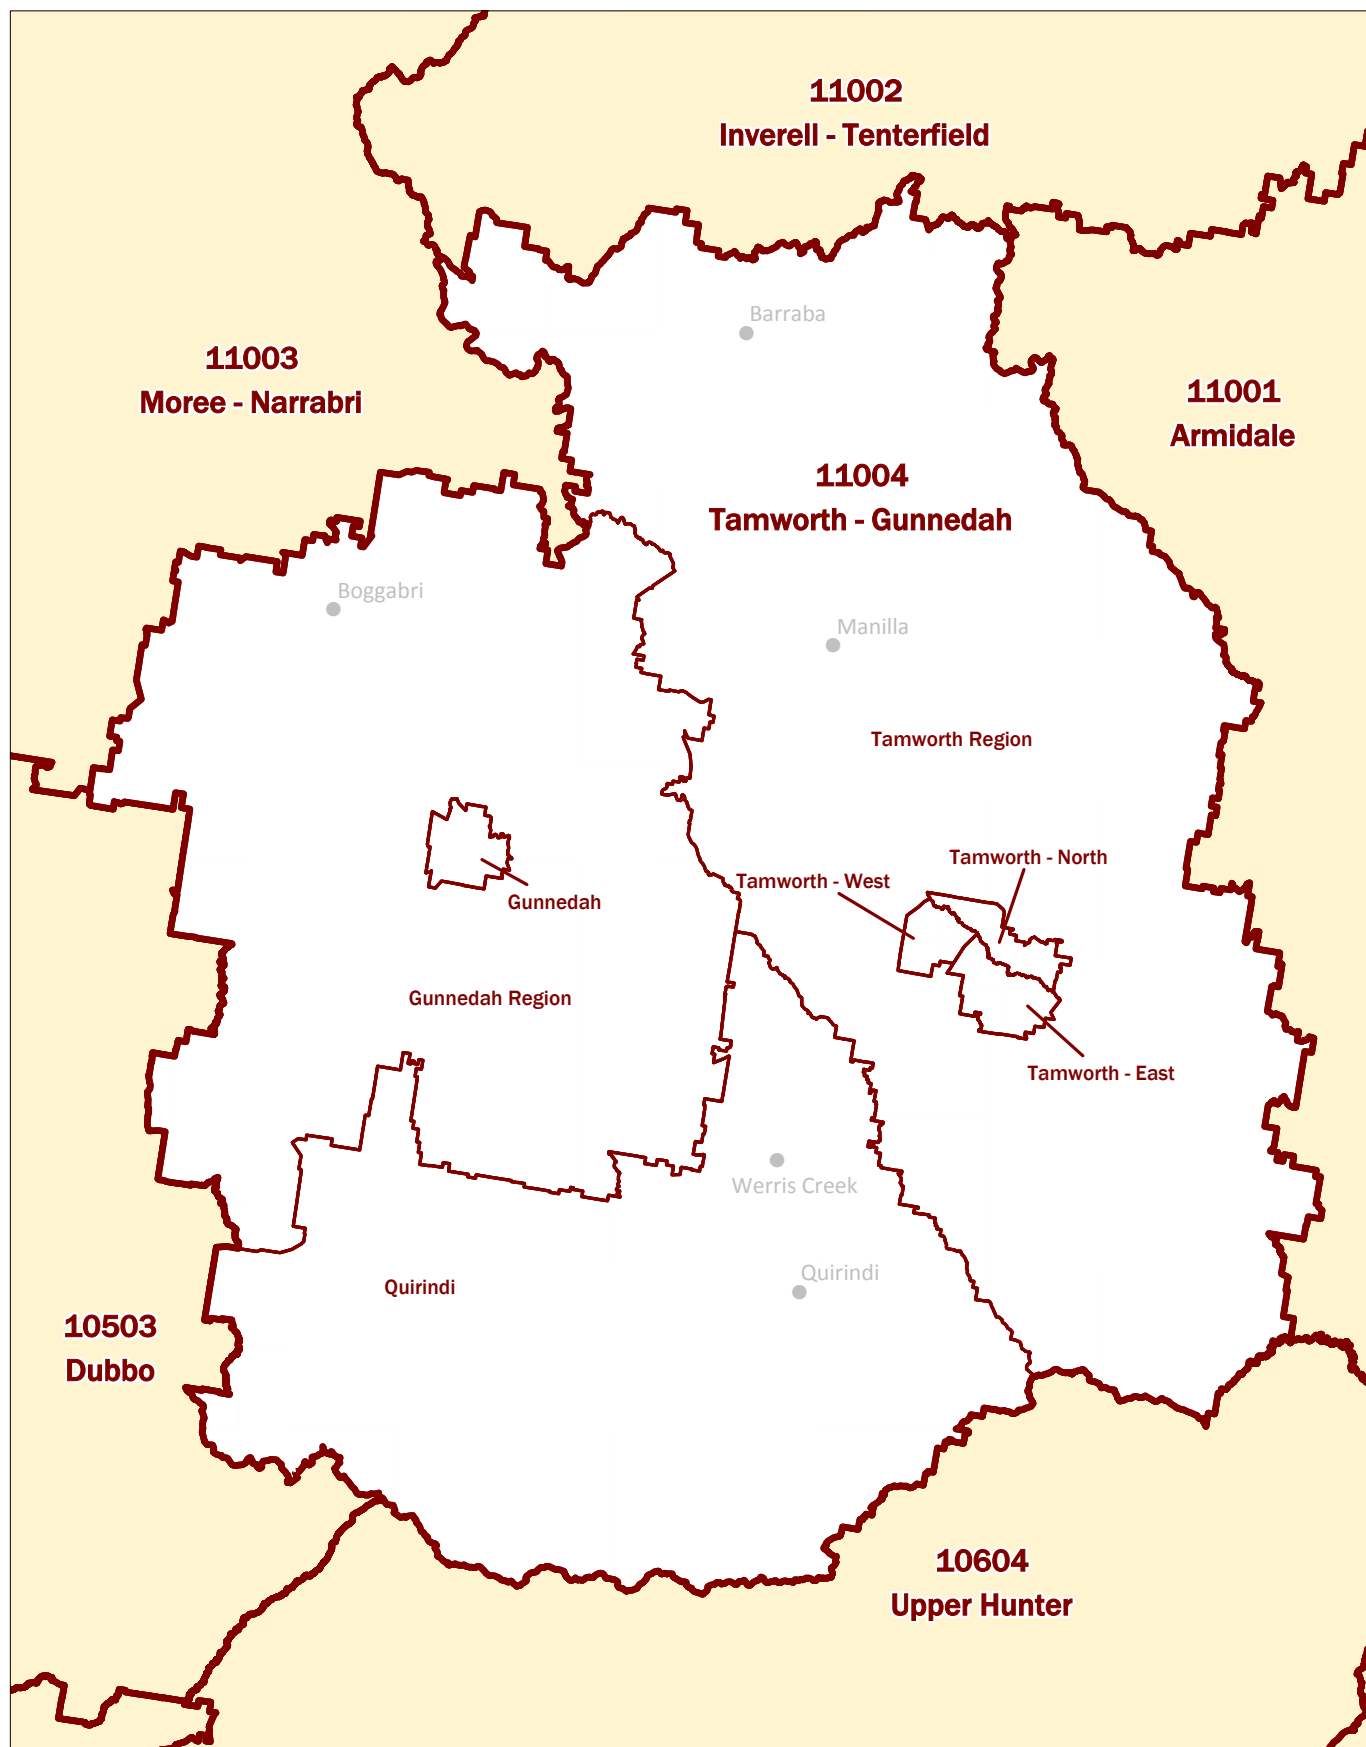 11002
Inverell - Tenterfield
Barraba
11003
Moree - Narrabri
11001
Armidale
11004
Tamworth - Gunnedah
Boggabri
Manilla
Tamworth Region
Tamworth - North
Tamworth - West
Gunnedah
Gunnedah Region
Tamworth - East
Werris Creek
Quirindi
Quirindi
10503
Dubbo
10604
Upper Hunter